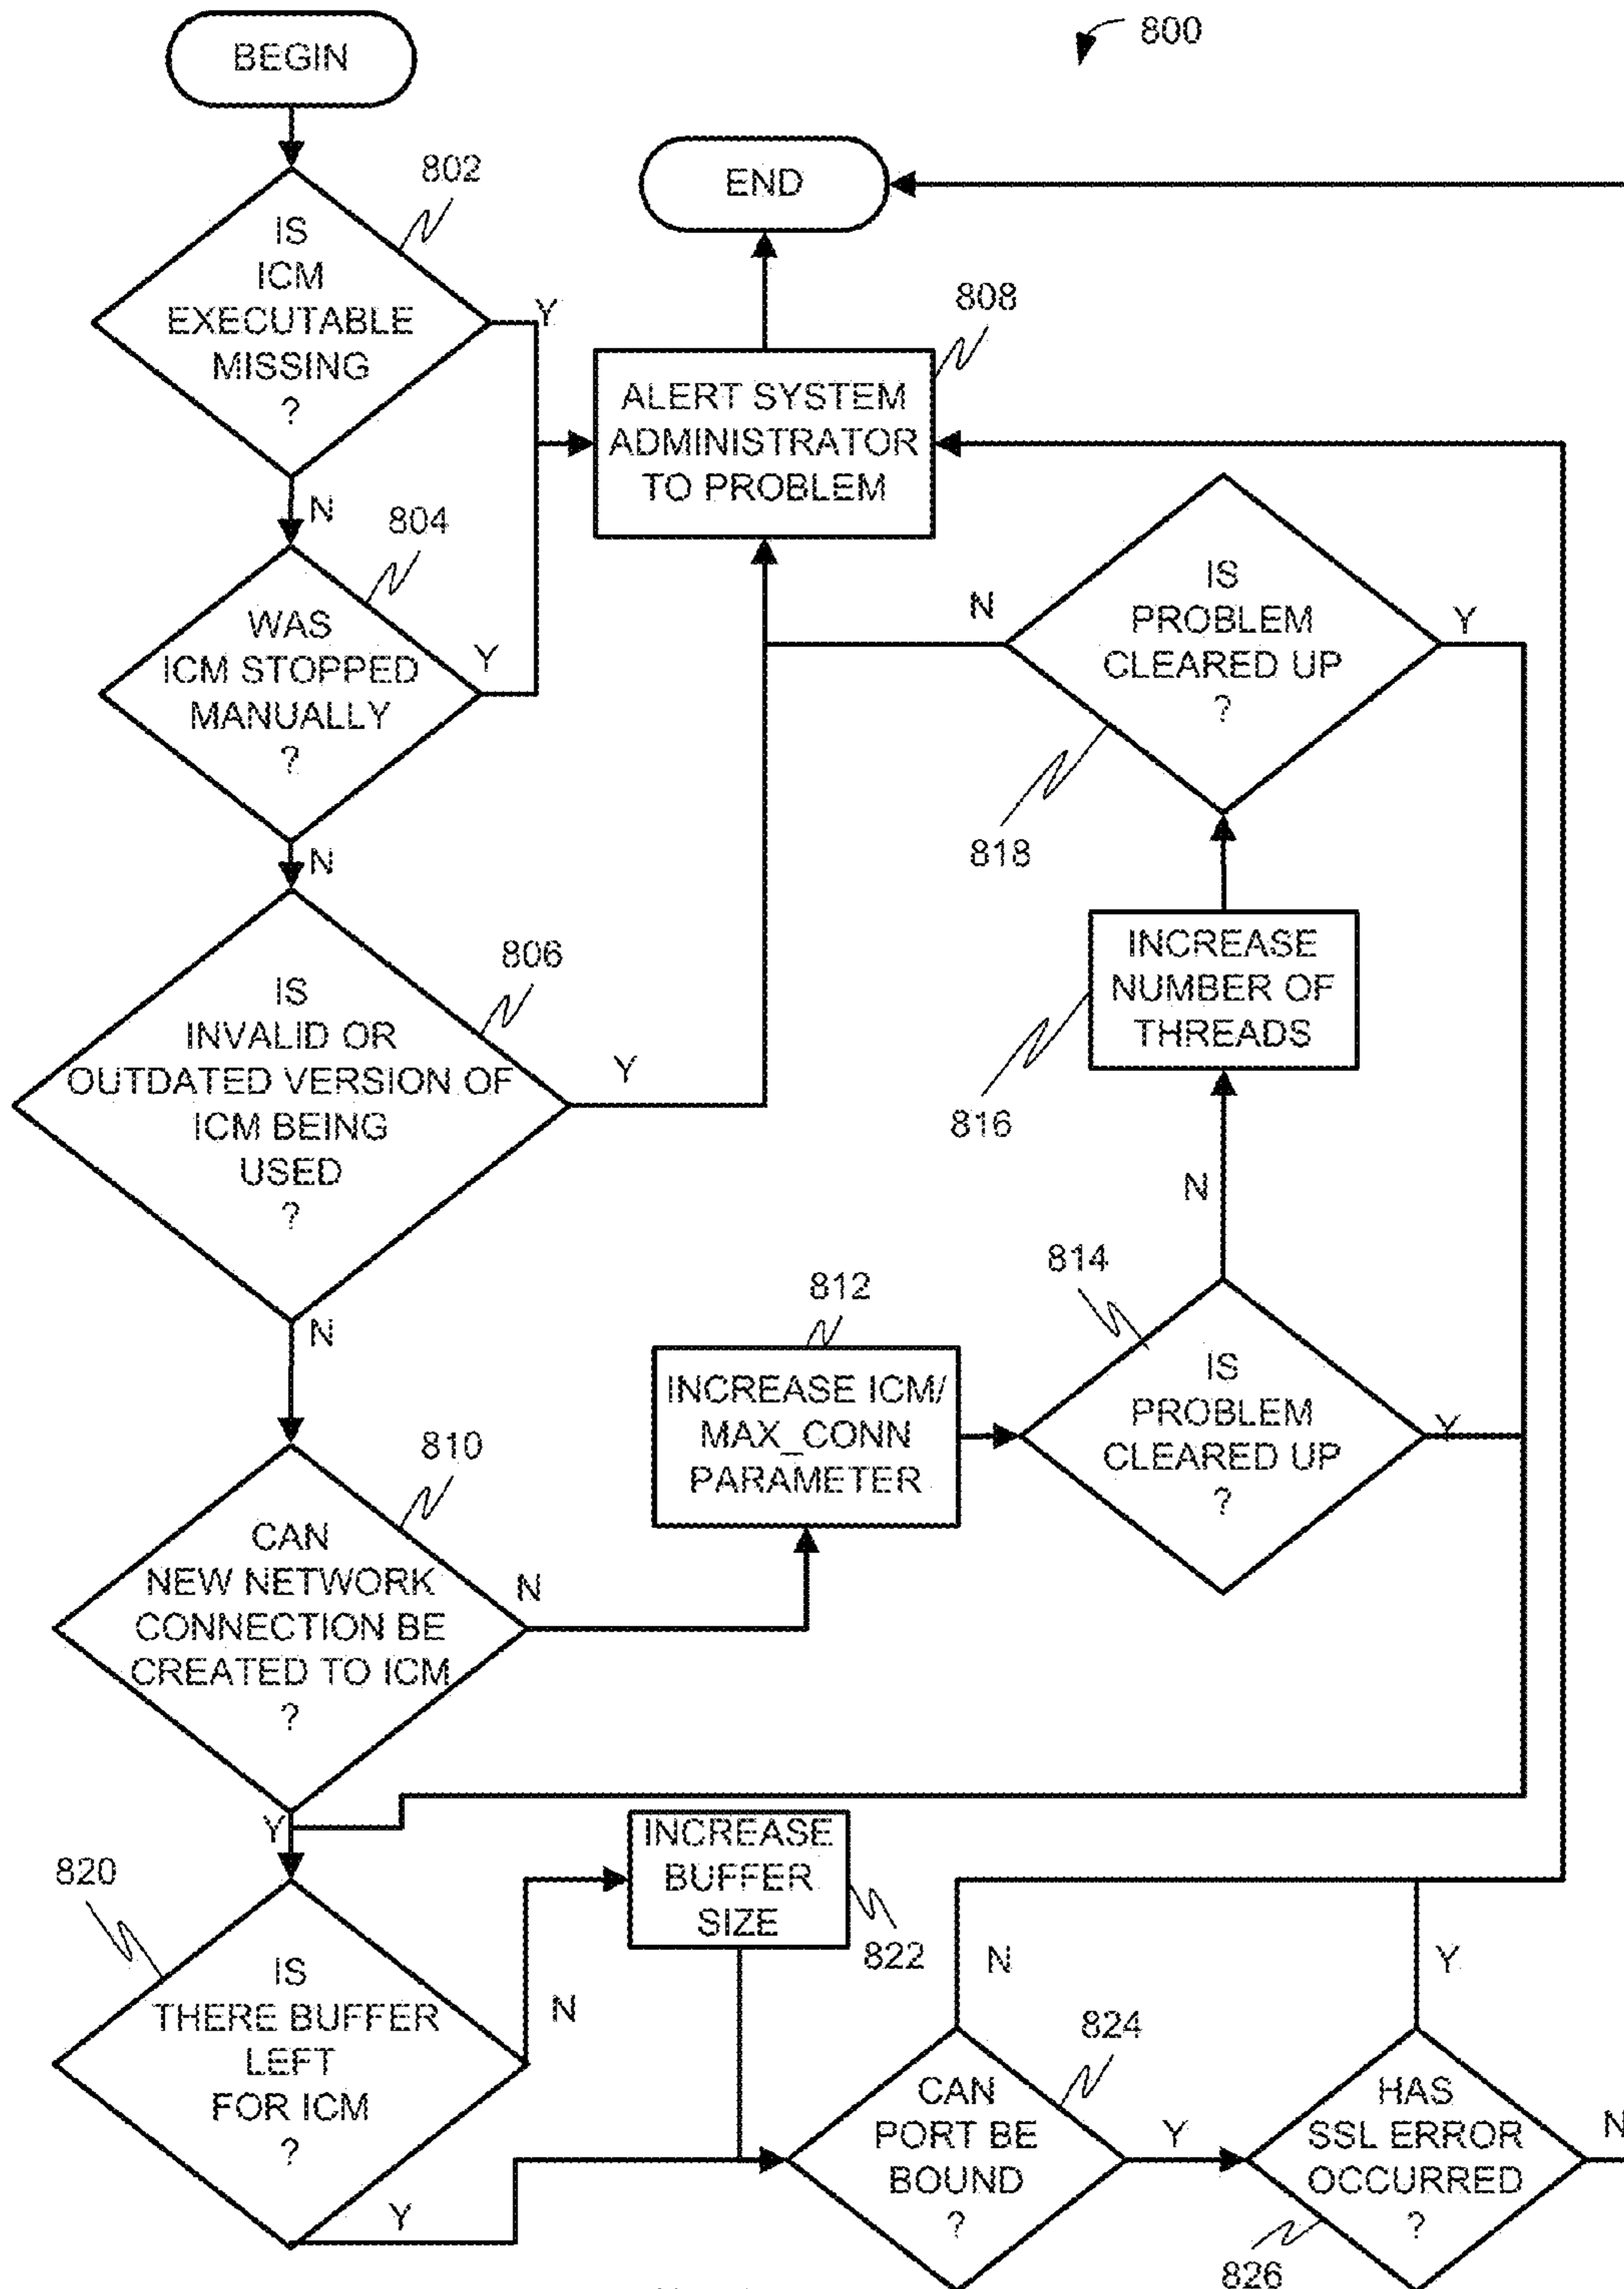 BEGIN
800
802
IS
ICM
EXECUTABLE
MISSING
?
Y
N
END
808
ALERT SYSTEM
ADMINISTRATOR
TO PROBLEM
804
WAS
ICM STOPPED
MANUALLY
?
Y
N
IS
PROBLEM
CLEARED UP
?
N
Y
818
806
IS
INVALID OR
OUTDATED VERSION OF
ICM BEING
USED
?
Y
N
INCREASE
NUMBER OF
THREADS
816
N
814
812
INCREASE ICM/
MAX_CONN
PARAMETER
IS
PROBLEM
CLEARED UP
?
Y
810
CAN
NEW NETWORK
CONNECTION BE
CREATED TO ICM
?
N
Y
820
IS
THERE BUFFER
LEFT
FOR ICM
?
N
Y
INCREASE
BUFFER
SIZE
822
N
824
CAN
PORT BE
BOUND
?
Y
Y
HAS
SSL ERROR
OCCURRED
?
N
826